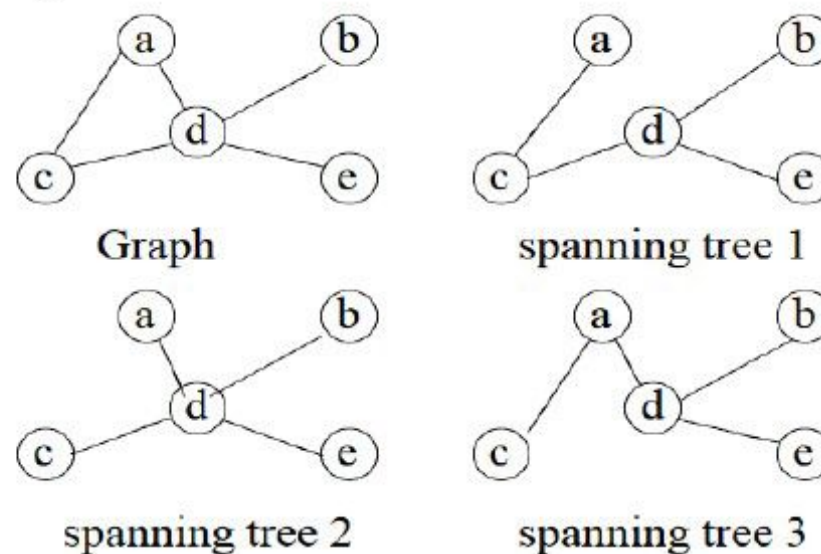 a b a b
d d
c e c e
Graph spanning tree 1
a b a b
d d
c e c e
spanning tree 2 spanning tree 3